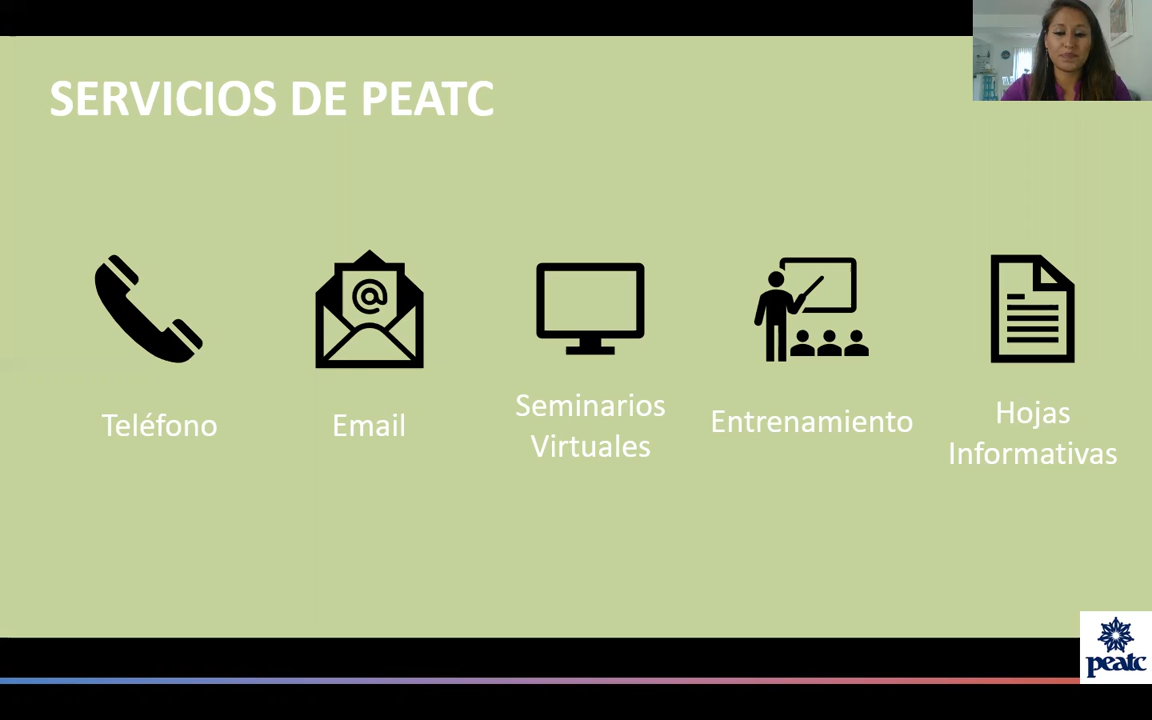 SERVICIOS DE PEATC
@
Teléfono
Email
Seminarios
Virtuales
Entrenamiento
Hojas
Informativas
peatc